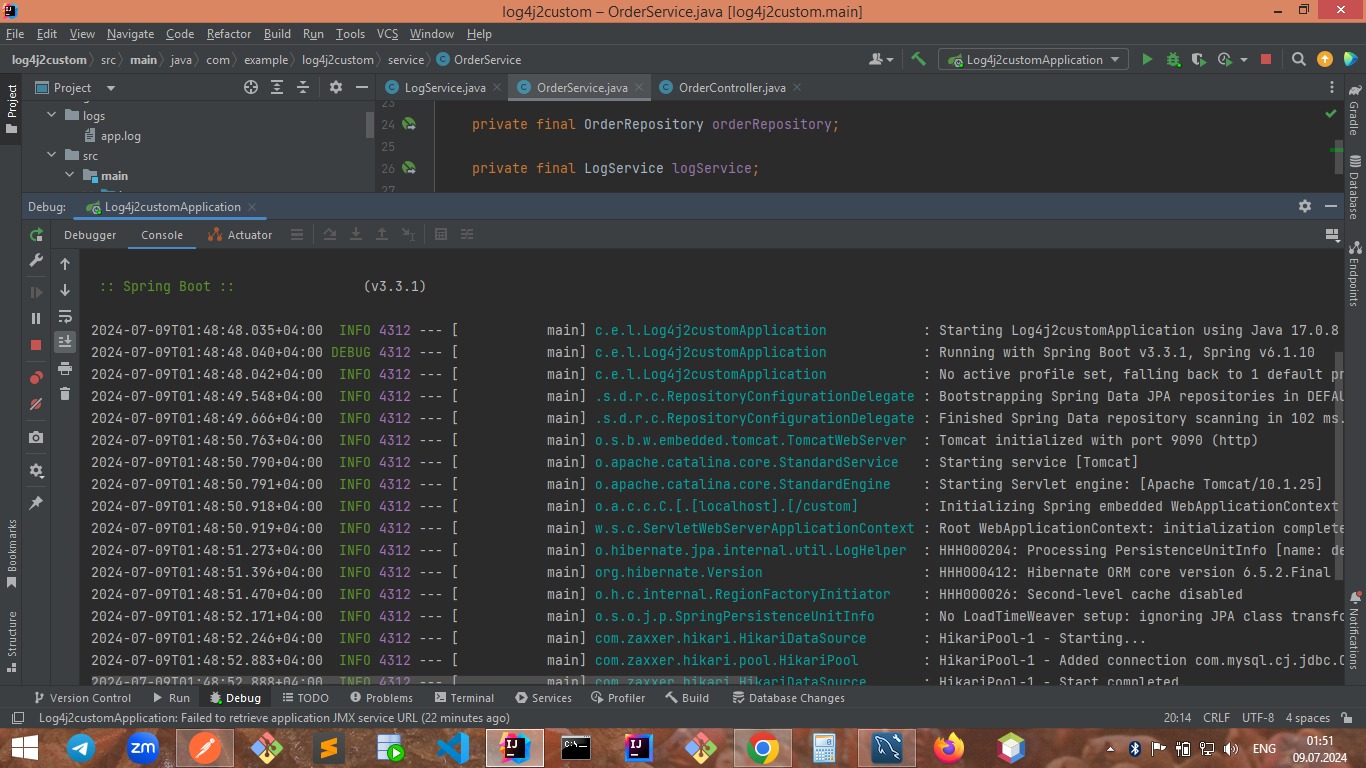 log4j2custom – OrderService.java [log4j2custom.main]
File Edit View Navigate Code Refactor Build Run Tools VCS Window Help
log4j2custom src main java com example log4j2custom service OrderService
Log4j2customApplication
Project
LogService.java OrderService.java OrderController.java
logs
app.log
src
main
23
24 private final OrderRepository orderRepository;
25
26 private final LogService logService;
27
Debug: Log4j2customApplication
Debugger Console Actuator
:: Spring Boot :: (v3.3.1)
2024-07-09T01:48:48.035+04:00 INFO 4312 --- [ main] c.e.l.Log4j2customApplication : Starting Log4j2customApplication using Java 17.0.8
2024-07-09T01:48:48.040+04:00 DEBUG 4312 --- [ main] c.e.l.Log4j2customApplication : Running with Spring Boot v3.3.1, Spring v6.1.10
2024-07-09T01:48:48.042+04:00 INFO 4312 --- [ main] c.e.l.Log4j2customApplication : No active profile set, falling back to 1 default pr
2024-07-09T01:48:49.548+04:00 INFO 4312 --- [ main] .s.d.r.c.RepositoryConfigurationDelegate : Bootstrapping Spring Data JPA repositories in DEFAU
2024-07-09T01:48:49.666+04:00 INFO 4312 --- [ main] .s.d.r.c.RepositoryConfigurationDelegate : Finished Spring Data repository scanning in 102 ms.
2024-07-09T01:48:50.763+04:00 INFO 4312 --- [ main] o.s.b.w.embedded.tomcat.TomcatWebServer : Tomcat initialized with port 9090 (http)
2024-07-09T01:48:50.790+04:00 INFO 4312 --- [ main] o.apache.catalina.core.StandardService : Starting service [Tomcat]
2024-07-09T01:48:50.791+04:00 INFO 4312 --- [ main] o.apache.catalina.core.StandardEngine : Starting Servlet engine: [Apache Tomcat/10.1.25]
2024-07-09T01:48:50.918+04:00 INFO 4312 --- [ main] o.a.c.c.C.[.[localhost].[/custom] : Initializing Spring embedded WebApplicationContext
2024-07-09T01:48:50.919+04:00 INFO 4312 --- [ main] w.s.c.ServletWebServerApplicationContext : Root WebApplicationContext: initialization complete
2024-07-09T01:48:51.273+04:00 INFO 4312 --- [ main] o.hibernate.jpa.internal.util.LogHelper : HHH000204: Processing PersistenceUnitInfo [name: de
2024-07-09T01:48:51.396+04:00 INFO 4312 --- [ main] org.hibernate.Version : HHH000412: Hibernate ORM core version 6.5.2.Final
2024-07-09T01:48:51.470+04:00 INFO 4312 --- [ main] o.h.c.internal.RegionFactoryInitiator : HHH000026: Second-level cache disabled
2024-07-09T01:48:52.171+04:00 INFO 4312 --- [ main] o.s.o.j.p.SpringPersistenceUnitInfo : No LoadTimeWeaver setup: ignoring JPA class transfo
2024-07-09T01:48:52.246+04:00 INFO 4312 --- [ main] com.zaxxer.hikari.HikariDataSource : HikariPool-1 - Starting...
2024-07-09T01:48:52.883+04:00 INFO 4312 --- [ main] com.zaxxer.hikari.pool.HikariPool : HikariPool-1 - Added connection com.mysql.cj.jdbc.C
2024-07-09T01:48:52.888+04:00 INFO 4312 --- [ main] com.zaxxer.hikari.HikariDataSource : HikariPool-1 - Start completed.
Project
Bookmarks
Structure
Gradle
Database
Endpoints
Notifications
Version Control Run Debug TODO Problems Terminal Services Profiler Build Database Changes
Log4j2customApplication: Failed to retrieve application JMX service URL (22 minutes ago) 20:14 CRLF UTF-8 4 spaces
zm
ENG
01:51
09.07.2024